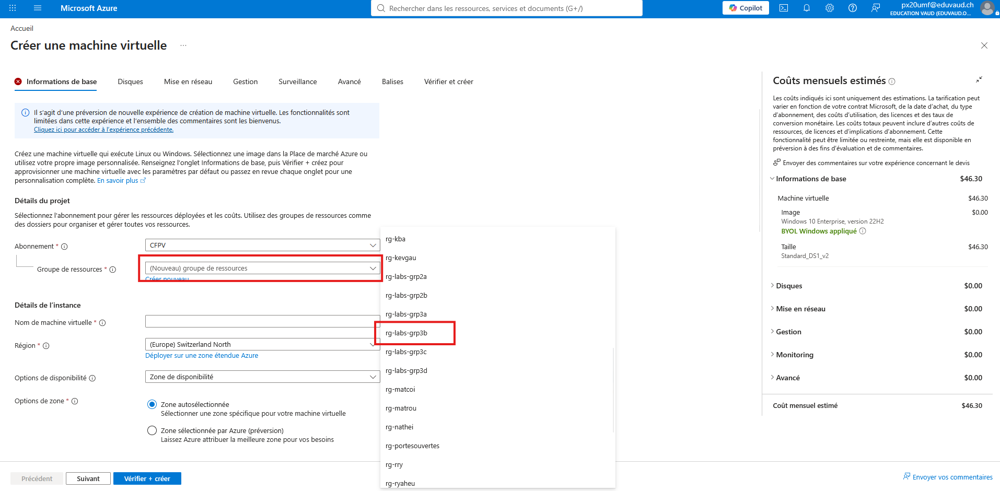 Microsoft Azure
Rechercher dans les ressources, services et documents (G+/)
Copilot
px20umf@eduvaud.ch
EDUCATION VAUD (EDUVAUD.O...
Accueil
Créer une machine virtuelle ...
Informations de base
Disques
Mise en réseau
Gestion
Surveillance
Avancé
Balises
Vérifier et créer
Il s'agit d'une préversion de nouvelle expérience de création de machine virtuelle. Les fonctionnalités sont
limitées dans cette expérience et l'ensemble des commentaires sont les bienvenus.
Cliquez ici pour accéder à l'expérience précédente.
Créez une machine virtuelle qui exécute Linux ou Windows. Sélectionnez une image dans la Place de marché Azure ou
utilisez votre propre image personnalisée. Renseignez l'onglet Informations de base, puis Vérifier + créez pour
approvisionner une machine virtuelle avec les paramètres par défaut ou passez en revue chaque onglet pour une
personnalisation complète. En savoir plus
Détails du projet
Sélectionnez l'abonnement pour gérer les ressources déployées et les coûts. Utilisez des groupes de ressources comme
des dossiers pour organiser et gérer toutes vos ressources.
Abonnement *
CFPV
Groupe de ressources *
(Nouveau) groupe de ressources
Créer nouveau
Détails de l'instance
Nom de machine virtuelle *
Région *
(Europe) Switzerland North
Déployer sur une zone étendue Azure
Options de disponibilité
Zone de disponibilité
Options de zone *
Zone autosélectionnée
Sélectionner une zone spécifique pour votre machine virtuelle
Zone sélectionnée par Azure (préversion)
Laissez Azure attribuer la meilleure zone pour vos besoins
rg-kba
rg-kevgau
rg-labs-grp2a
rg-labs-grp2b
rg-labs-grp3a
rg-labs-grp3b
rg-labs-grp3c
rg-labs-grp3d
rg-matcoi
rg-matrou
rg-nathei
rg-portesouvertes
rg-rry
rg-ryaheu
Coûts mensuels estimés
Les coûts indiqués ici sont uniquement des estimations. La tarification peut
varier en fonction de votre contrat Microsoft, de la date d'achat, du type
d'abonnement, des coûts d'utilisation, des licences et des taux de
conversion monétaire. Les coûts totaux peuvent inclure d'autres coûts de
ressources, de licences et d'implications d'abonnement. Cette
fonctionnalité peut être limitée ou restreinte, mais elle est disponible en
préversion à des fins d'évaluation et de commentaires.
Envoyer des commentaires sur votre expérience concernant le devis
Informations de base $46.30
Machine virtuelle $46.30
Image $0.00
Windows 10 Enterprise, version 22H2
BYOL Windows appliqué
Taille $46.30
Standard_DS1_v2
Disques $0.00
Mise en réseau $0.00
Gestion $0.00
Monitoring $0.00
Avancé $0.00
Coût mensuel estimé $46.30
Précédent
Suivant
Vérifier + créer
Envoyer vos commentaires